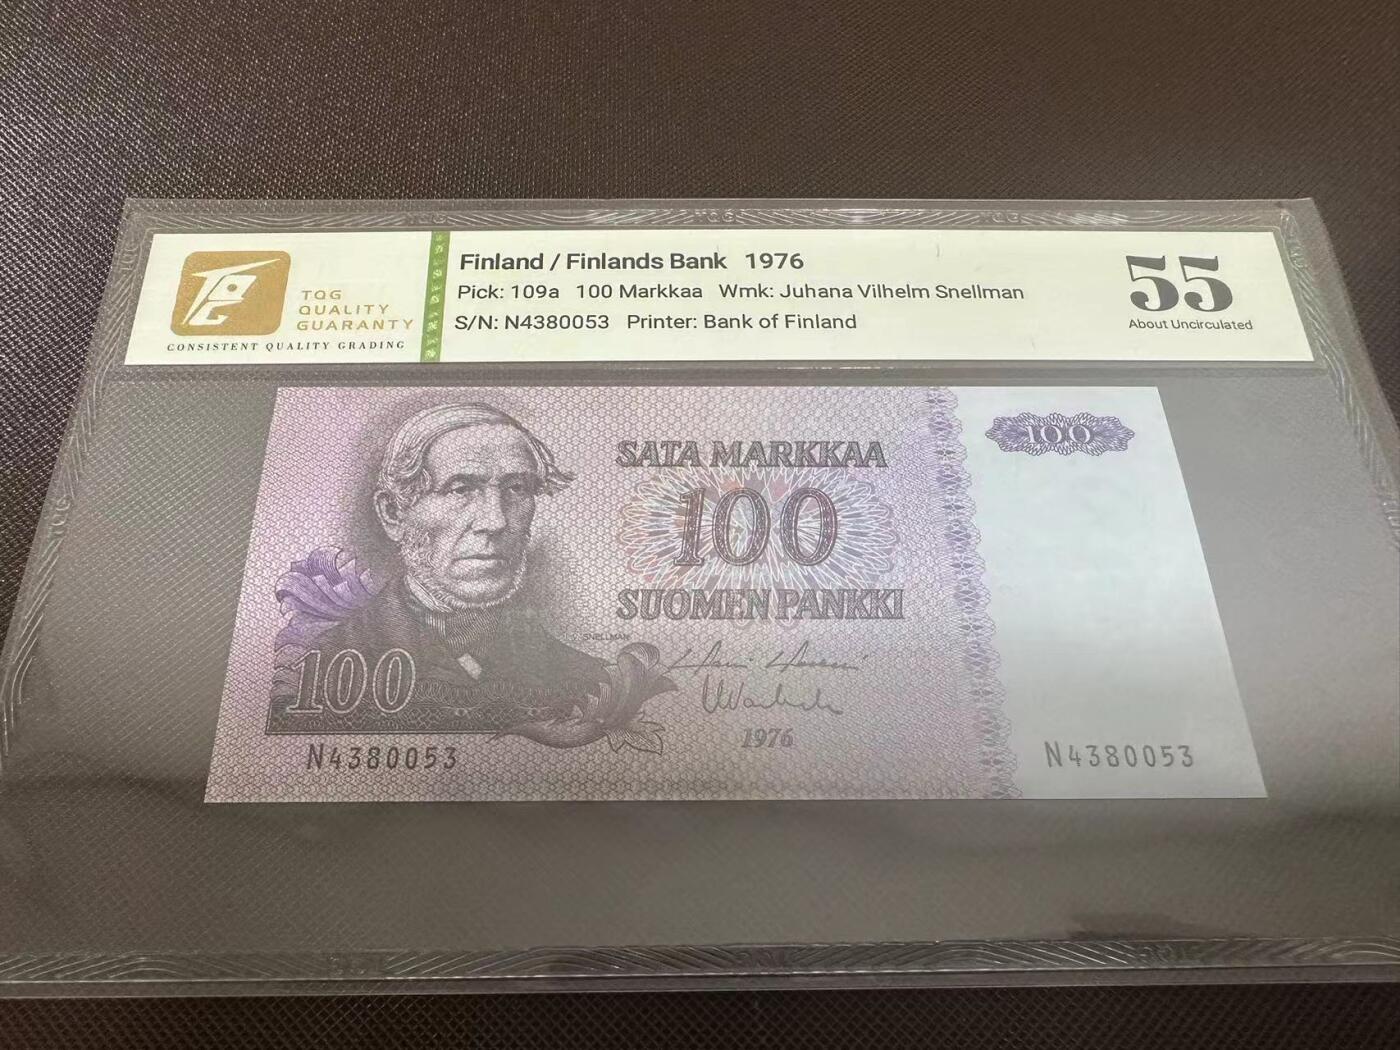 TQG
QUALITY
GUARANTY
CONSISTENT QUALITY GRADING
Finland / Finlands Bank 1976
Pick: 109a 100 Markkaa Wmk: Juhana Vilhelm Snellman
S/N: N4380053 Printer: Bank of Finland
55
About Uncirculated
100
SATA MARKKAA
100
SUOMEN PANKKI
SNELLMAN
100
1976
N4380053
N4380053